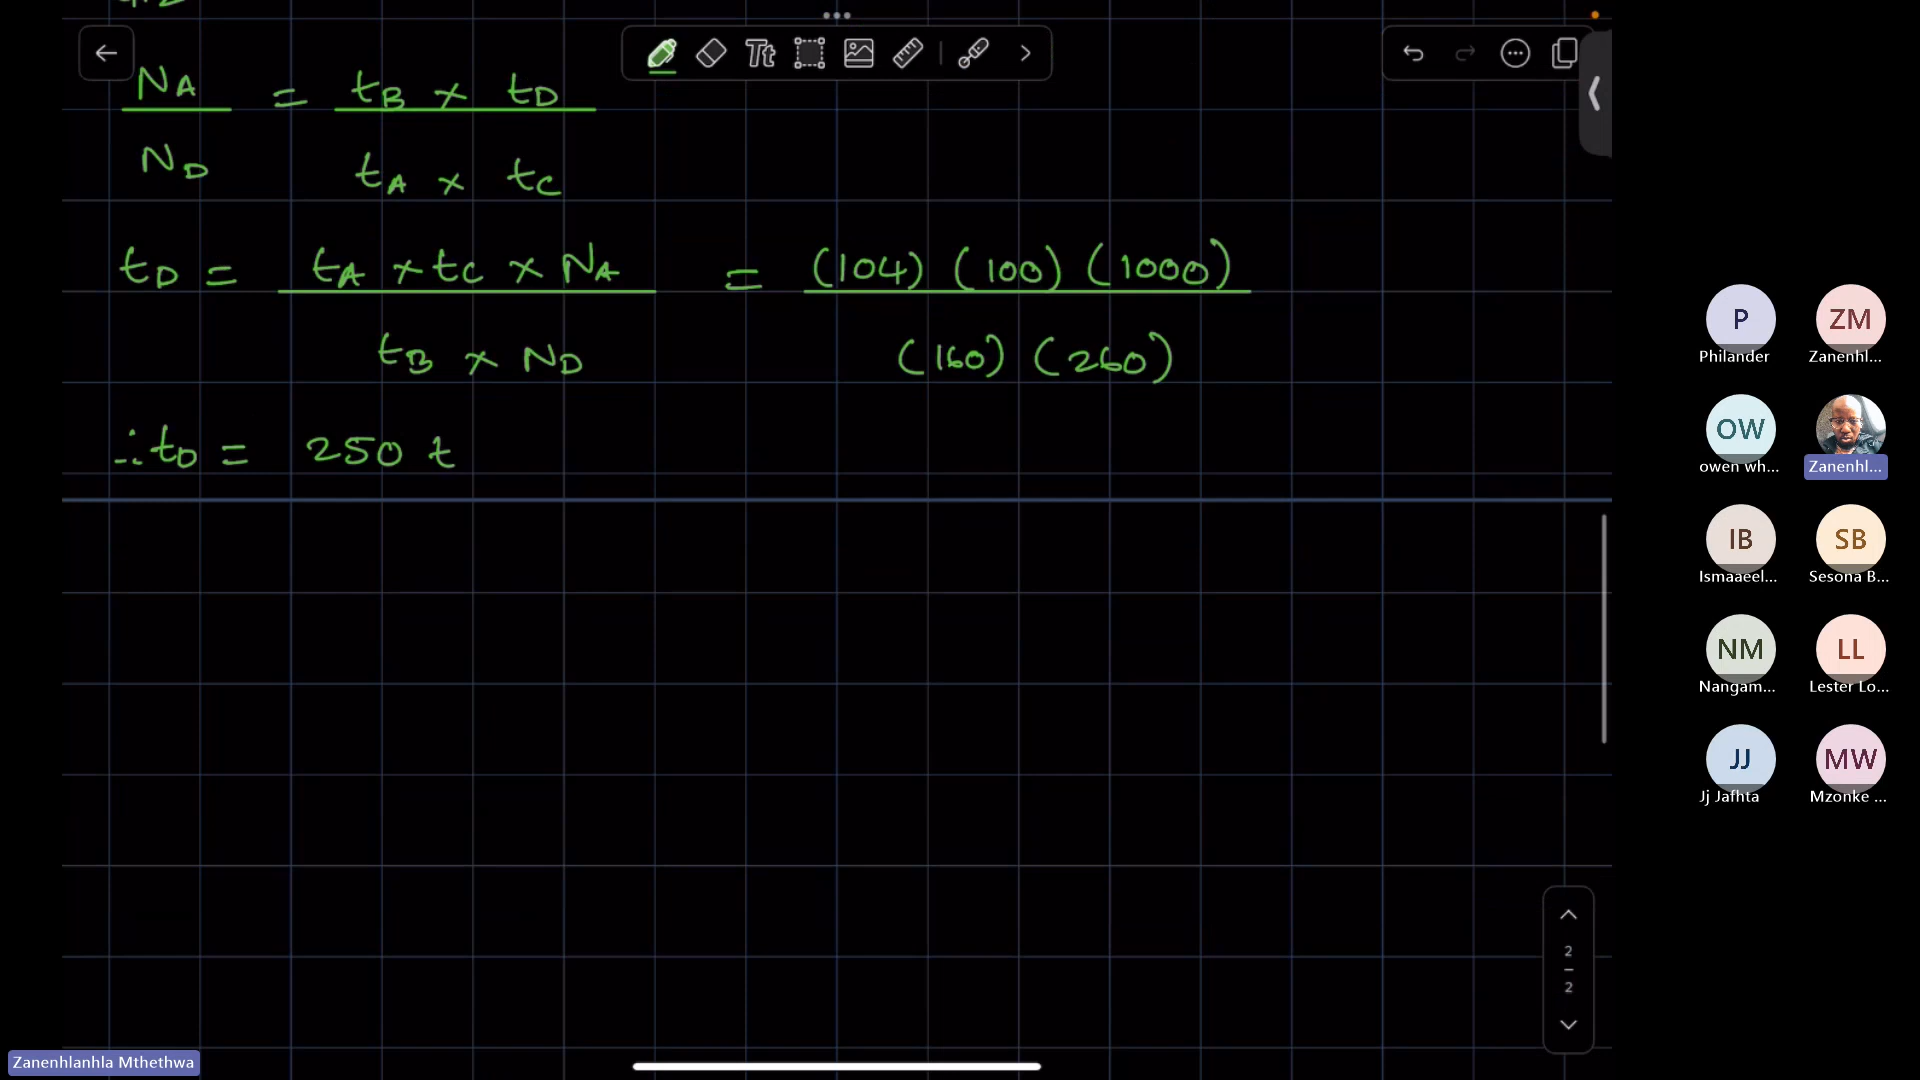 Tt
NA = tB x tD
ND tA x tC
tD = tA x tC x NA = (104) (100) (1000)
tB x ND (160) (260)
∴ tD = 250 t
P ZM
Philander Zanenhl...
OW
owen wh... Zanenhl...
IB SB
Ismaaeel... Sesona B...
NM LL
Nangam... Lester Lo...
JJ MW
Jj Jafhta Mzonke ...
2
2
Zanenhlanhla Mthethwa